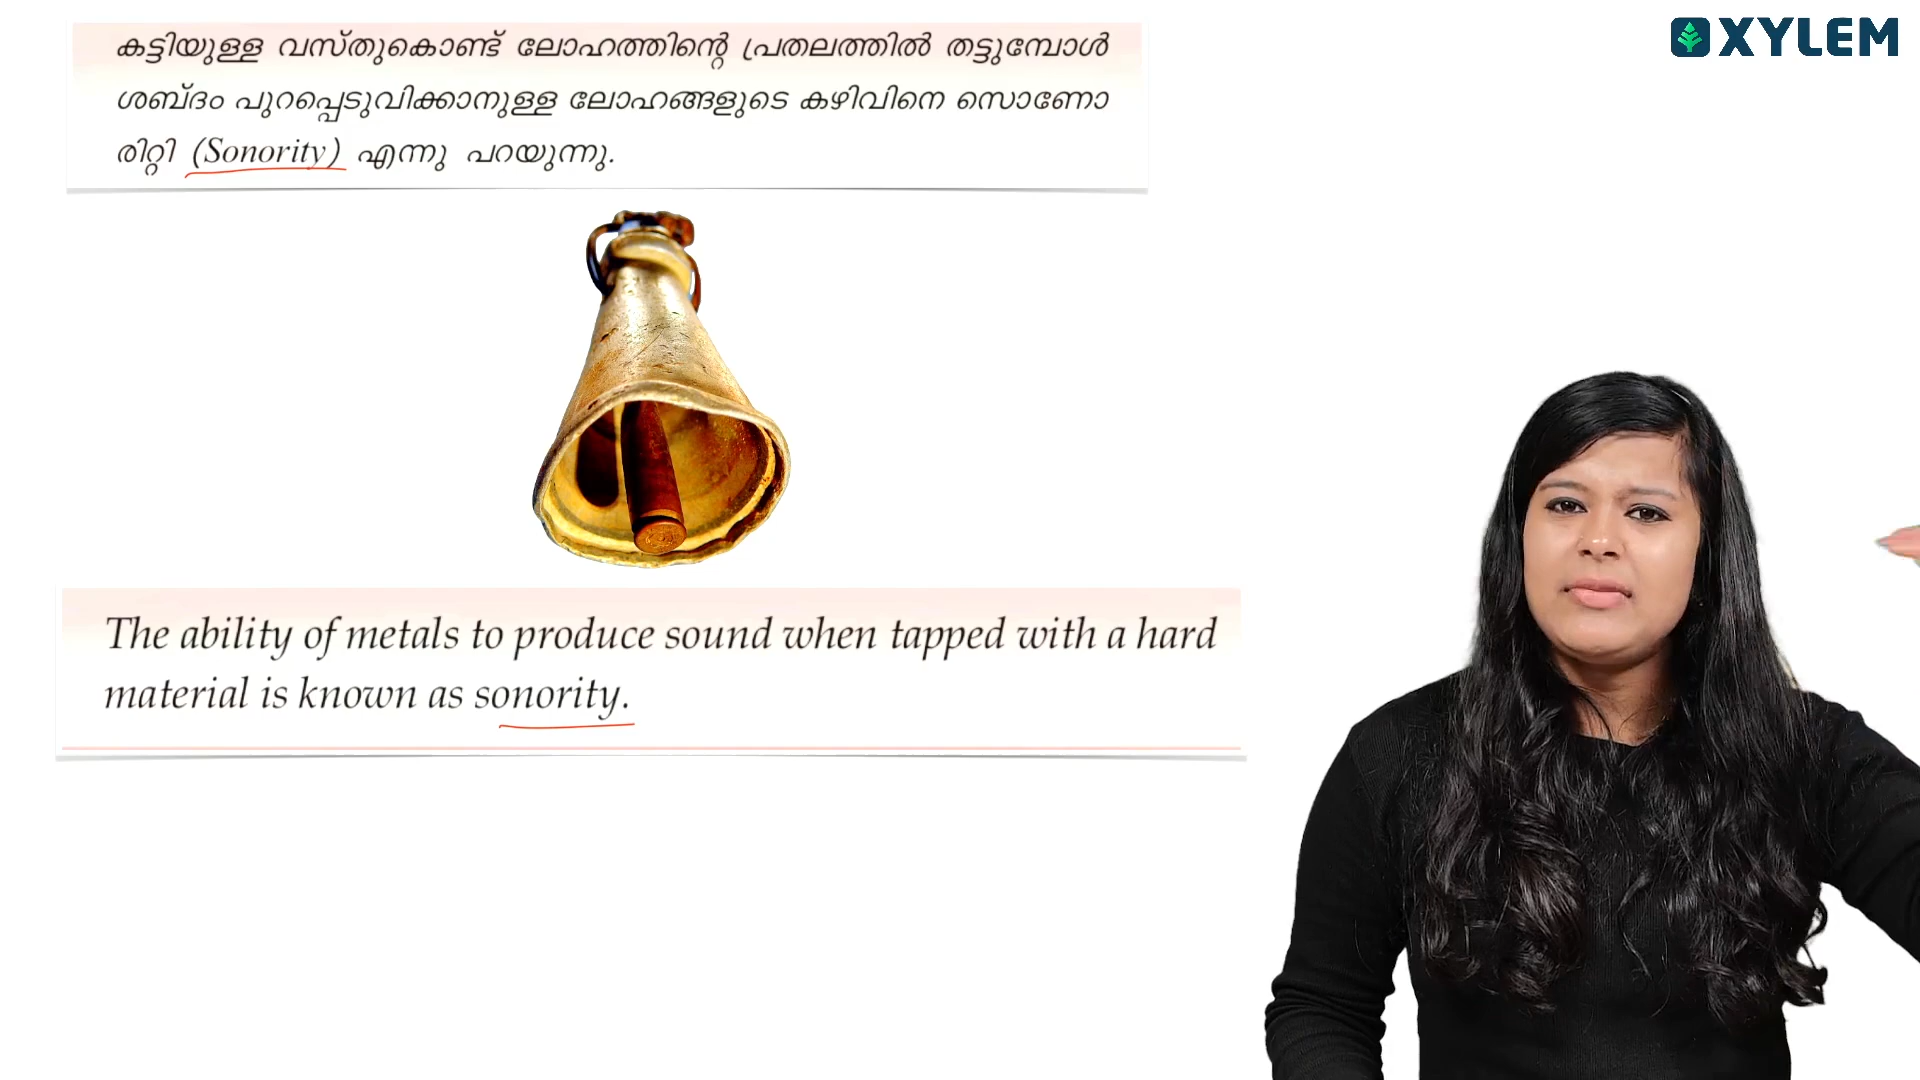 XYLEM
കട്ടിയുള്ള വസ്തുകൊണ്ട് ലോഹത്തിന്റെ പ്രതലത്തിൽ തട്ടുമ്പോൾ
ശബ്ദം പുറപ്പെടുവിക്കാനുള്ള ലോഹങ്ങളുടെ കഴിവിനെ സൊണോ
രിറ്റി (Sonority) എന്നു പറയുന്നു.
The ability of metals to produce sound when tapped with a hard
material is known as sonority.